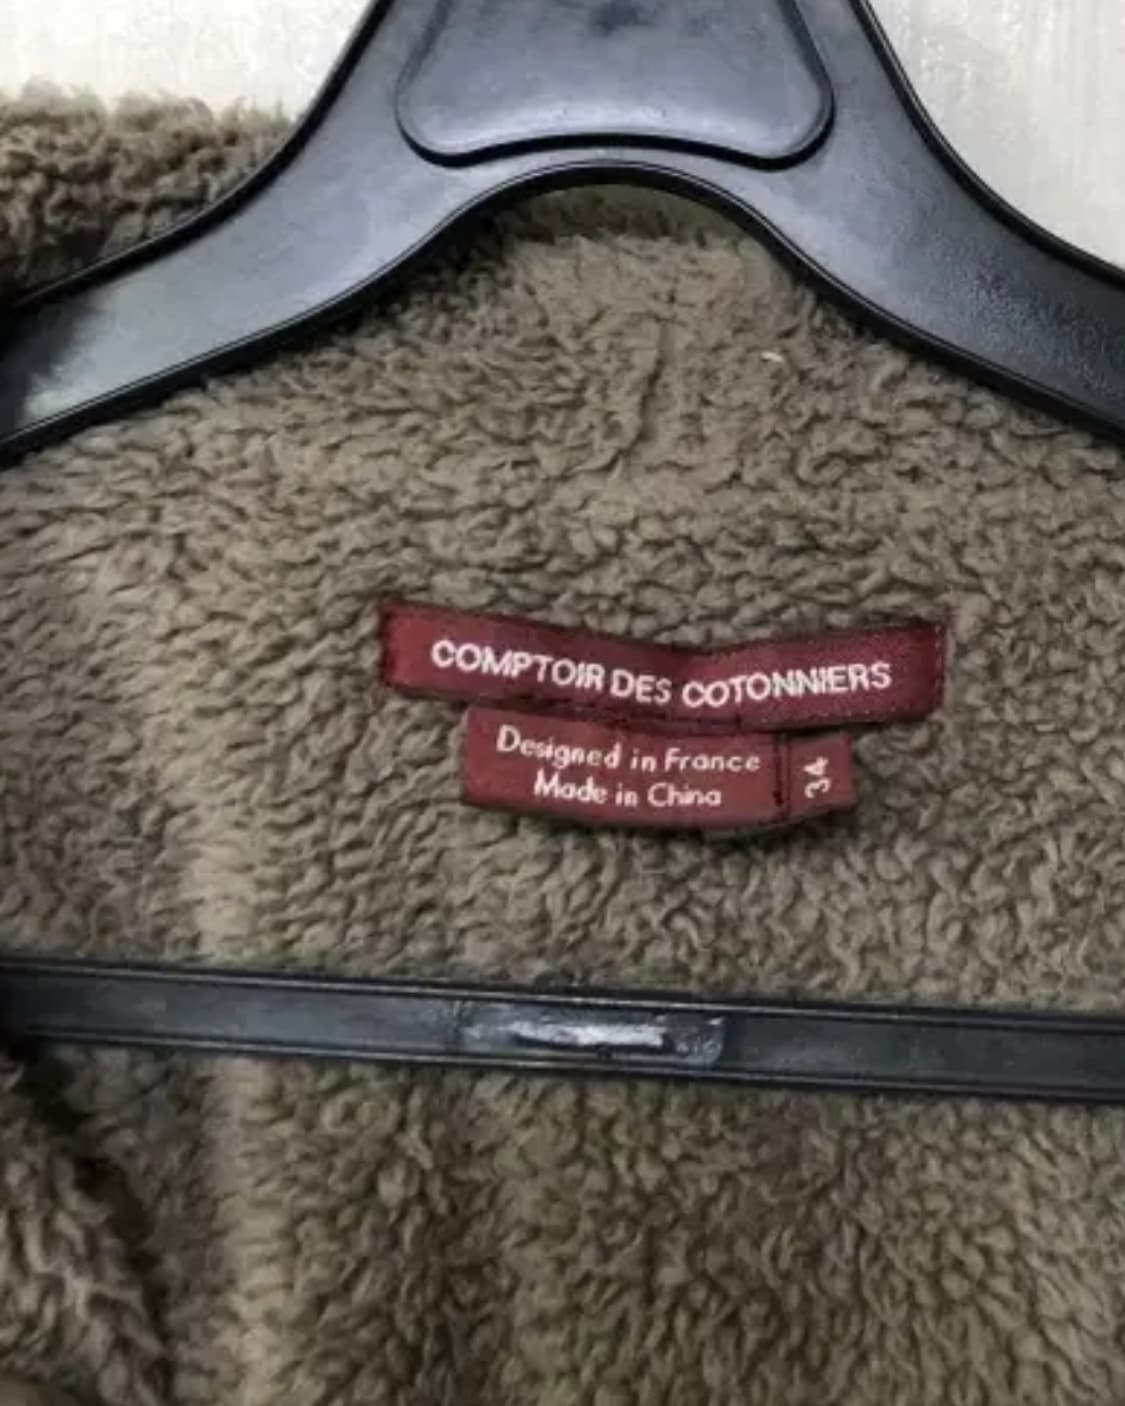 COMPTOIR DES COTONNIERS
Designed in France
Made in China
34